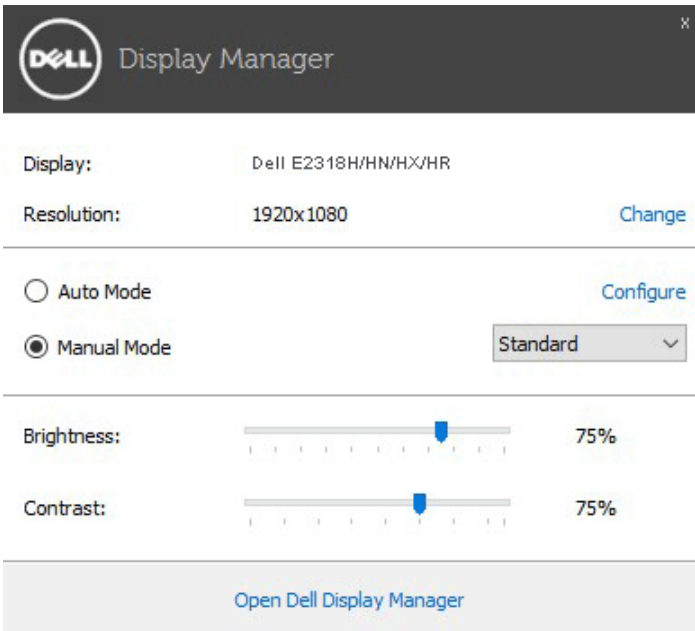 DELL Display Manager
x
Display: Dell E2318H/HN/HX/HR
Resolution: 1920x1080 Change
Auto Mode Configure
Manual Mode Standard
Brightness: 75%
Contrast: 75%
Open Dell Display Manager